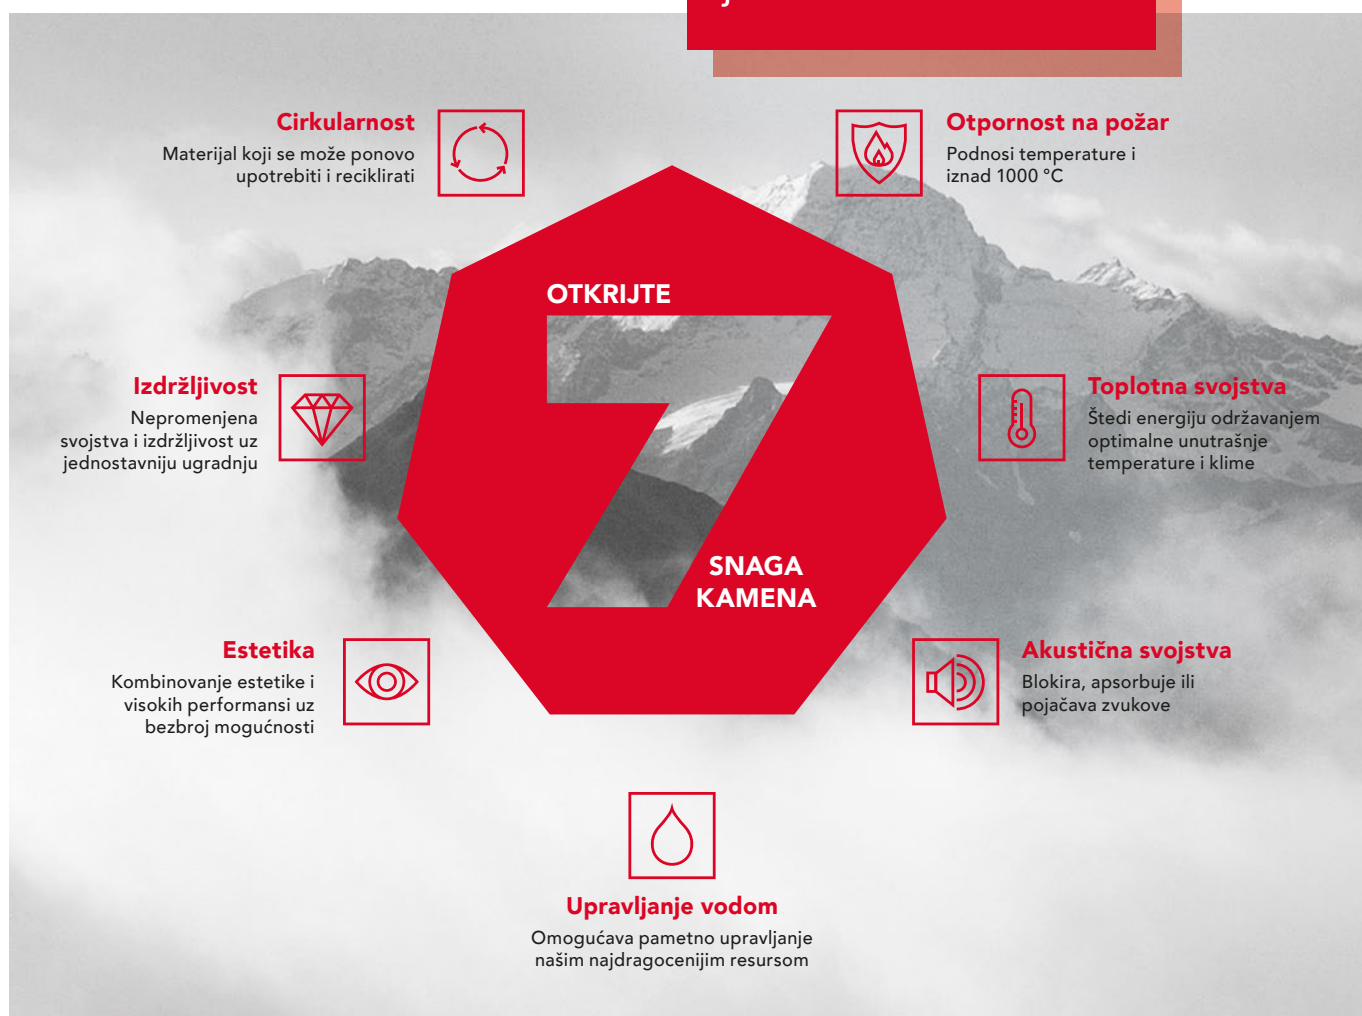 Cirkularnost
Materijal koji se može ponovo
upotrebiti i reciklirati
Otpornost na požar
Podnosi temperature i
iznad 1000 °C
OTKRIJTE
7
SNAGA
KAMENA
Izdržljivost
Nepromenjena
svojstva i izdržljivost uz
jednostavniju ugradnju
Toplotna svojstva
Štedi energiju održavanjem
optimalne unutrašnje
temperature i klime
Estetika
Kombinovanje estetike i
visokih performansi uz
bezbroj mogućnosti
Akustična svojstva
Blokira, apsorbuje ili
pojačava zvukove
Upravljanje vodom
Omogućava pametno upravljanje
našim najdragocenijim resursom